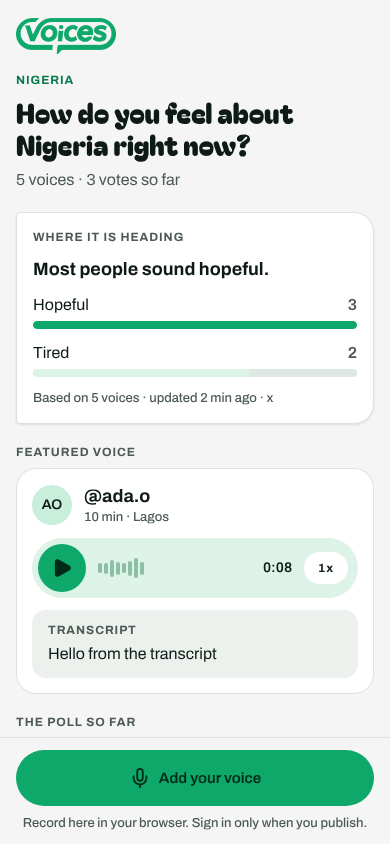 voices
NIGERIA
How do you feel about
Nigeria right now?
5 voices · 3 votes so far
WHERE IT IS HEADING
Most people sound hopeful.
Hopeful 3
Tired 2
Based on 5 voices · updated 2 min ago · x
FEATURED VOICE
AO @ada.o
10 min · Lagos
0:08 1x
TRANSCRIPT
Hello from the transcript
THE POLL SO FAR
Add your voice
Record here in your browser. Sign in only when you publish.